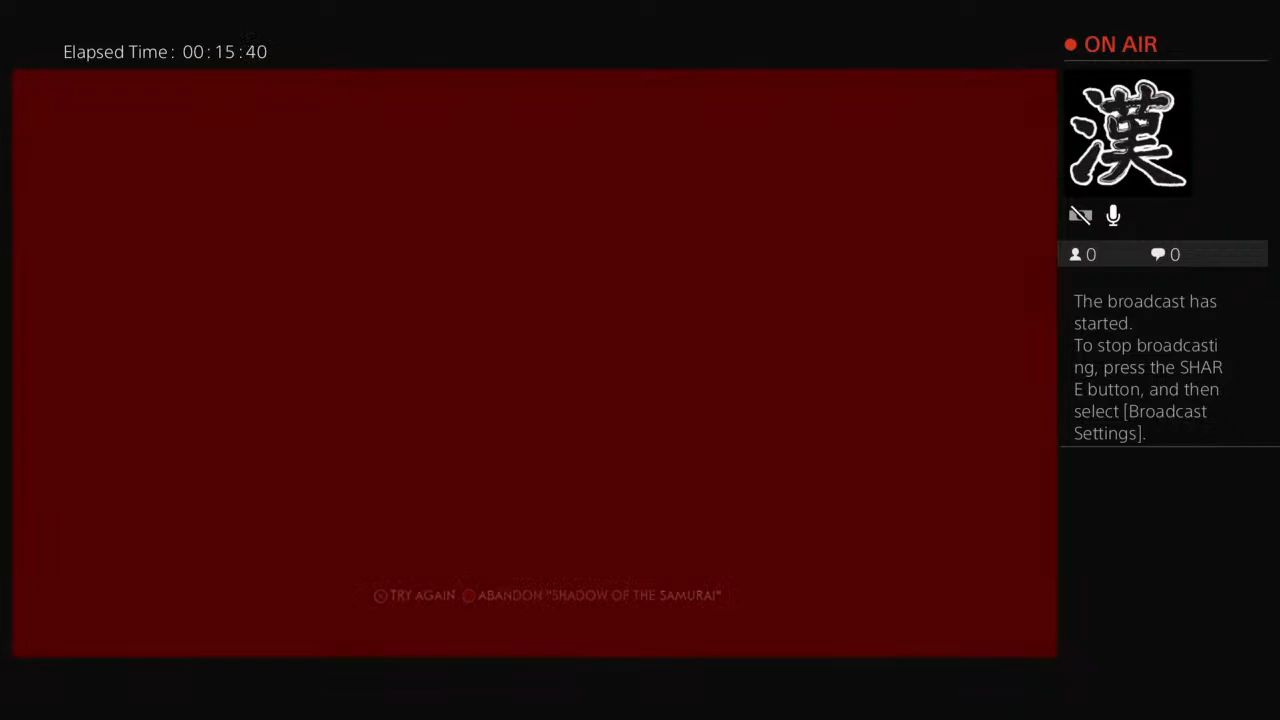 Elapsed Time: 00:15:40
ON AIR
漢
0 0
The broadcast has
started.
To stop broadcasti
ng, press the SHAR
E button, and then
select [Broadcast
Settings].
TRY AGAIN ABANDON "SHADOW OF THE SAMURAI"